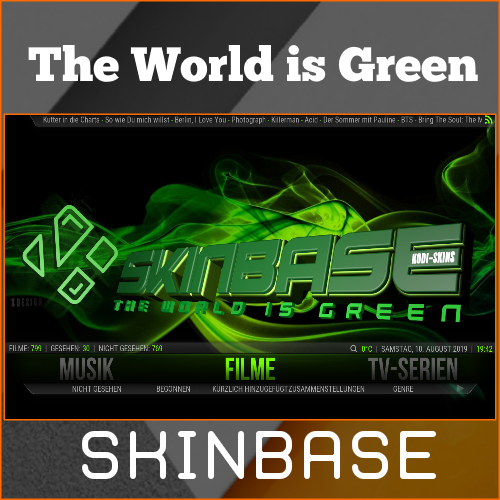 The World is Green
Kutter in die Charts - So wie Du mich willst - Berlin, I Love You - Photograph - Killerman - Acid - Der Sommer mit Pauline - BTS - Bring The Soul: The M
SKINBASE
KODI-SKINS
THE WORLD IS GREEN
FILME: 799 | GESEHEN: 30 | NICHT GESEHEN: 769
0°C | SAMSTAG, 10. AUGUST 2019 | 19:42
MUSIK FILME TV-SERIEN
NICHT GESEHEN BEGONNEN KÜRZLICH HINZUGEFÜGT ZUSAMMENSTELLUNGEN GENRE
SKINBASE